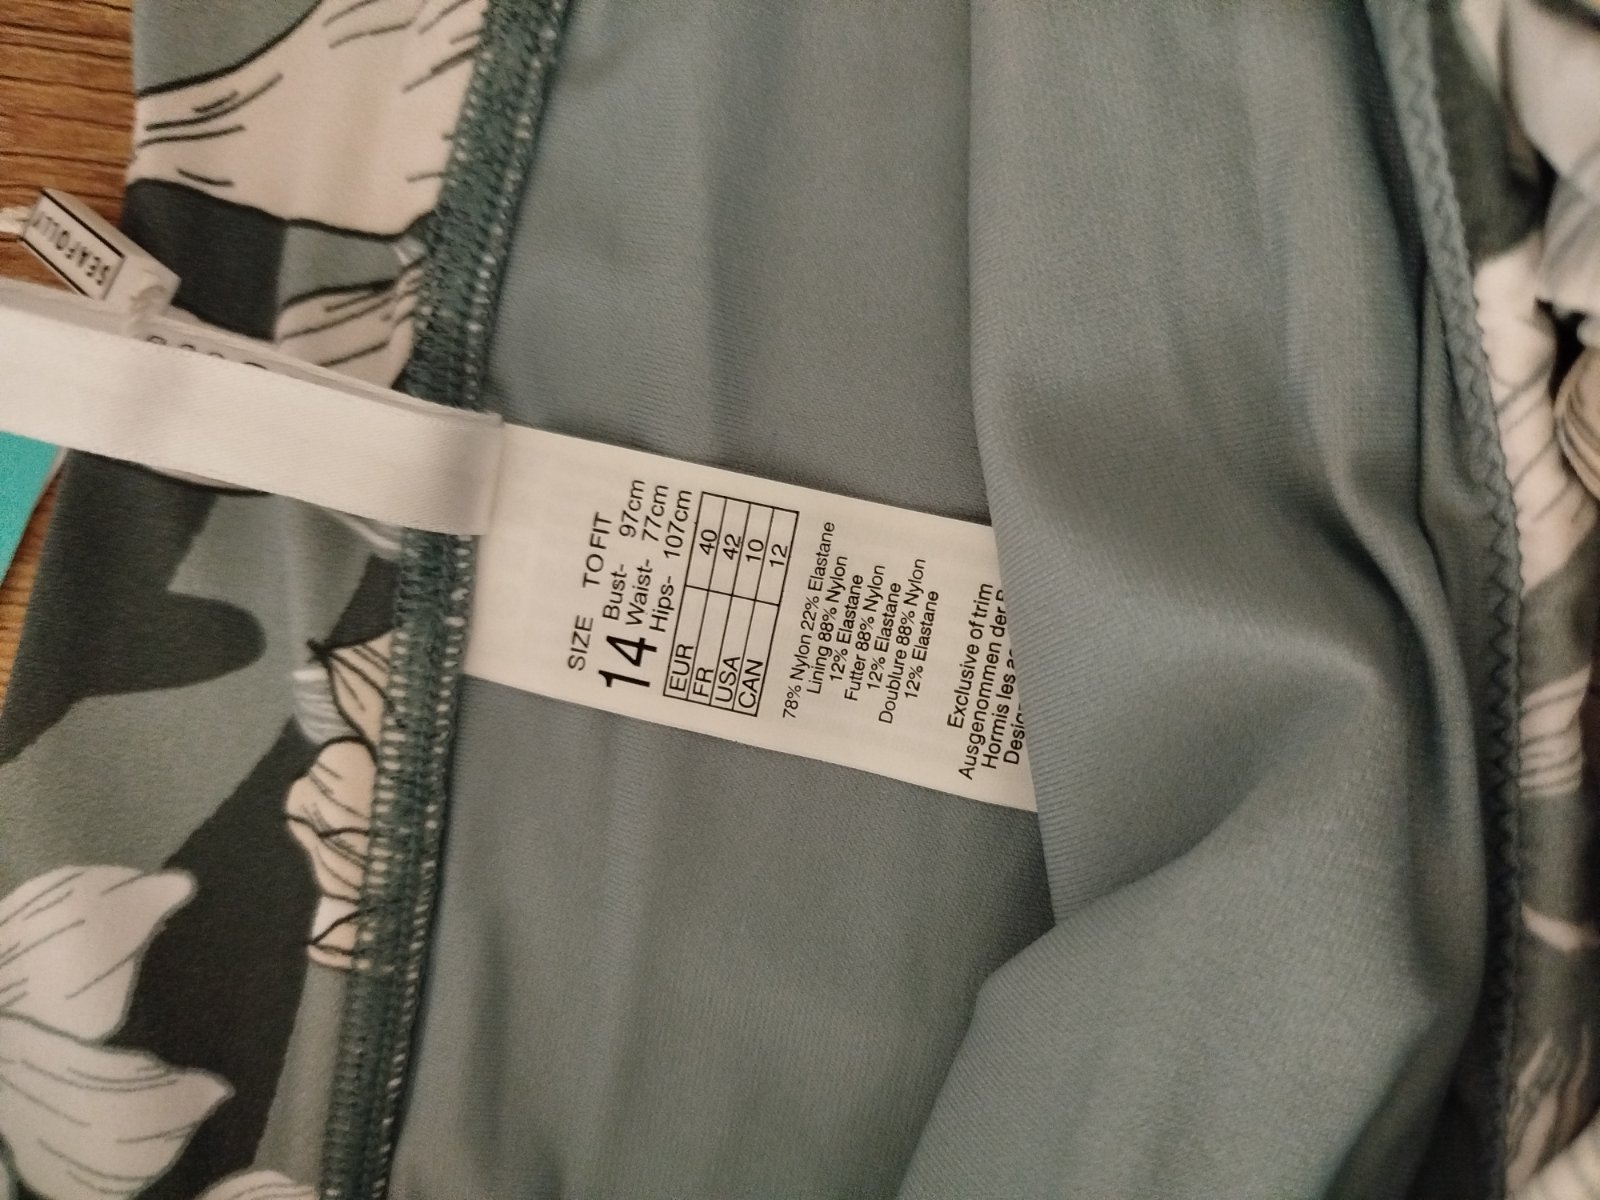 SEAFOLLY
SIZE TO FIT
14
Bust- 97cm
Waist- 77cm
Hips- 107cm
EUR 40
FR 42
USA 10
CAN 12
78% Nylon 22% Elastane
Lining 88% Nylon
12% Elastane
Futter 88% Nylon
12% Elastane
Doublure 88% Nylon
12% Elastane
Exclusive of trim
Ausgenommen der
Hormis les